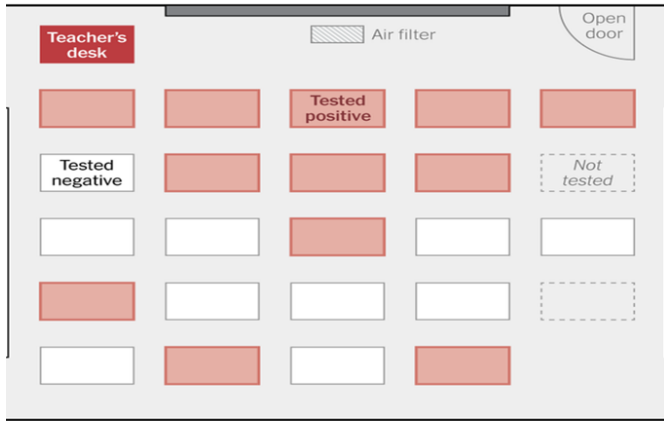 Teacher's
desk
Air filter
Open
door
Tested
positive
Tested
negative
Not
tested